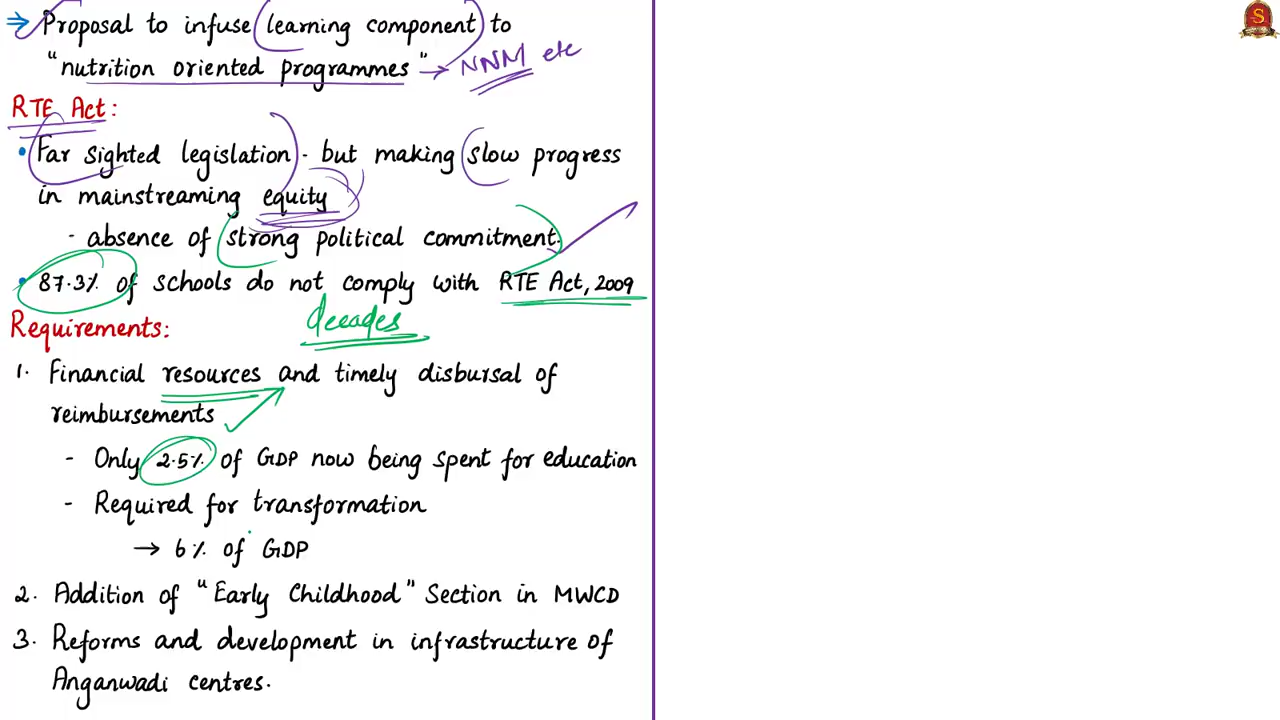 ⇒ Proposal to infuse learning component to
"nutrition oriented programmes" → NNM etc
RTE Act:
• Far sighted legislation - but making slow progress
in mainstreaming equity
- absence of strong political commitment.
• 87.3% of schools do not comply with RTE Act, 2009
decades
Requirements:
1. Financial resources and timely disbursal of
reimbursements
- Only 2.5% of GDP now being spent for education
- Required for transformation
→ 6% of GDP
2. Addition of "Early Childhood" Section in MWCD
3. Reforms and development in infrastructure of
Anganwadi centres.